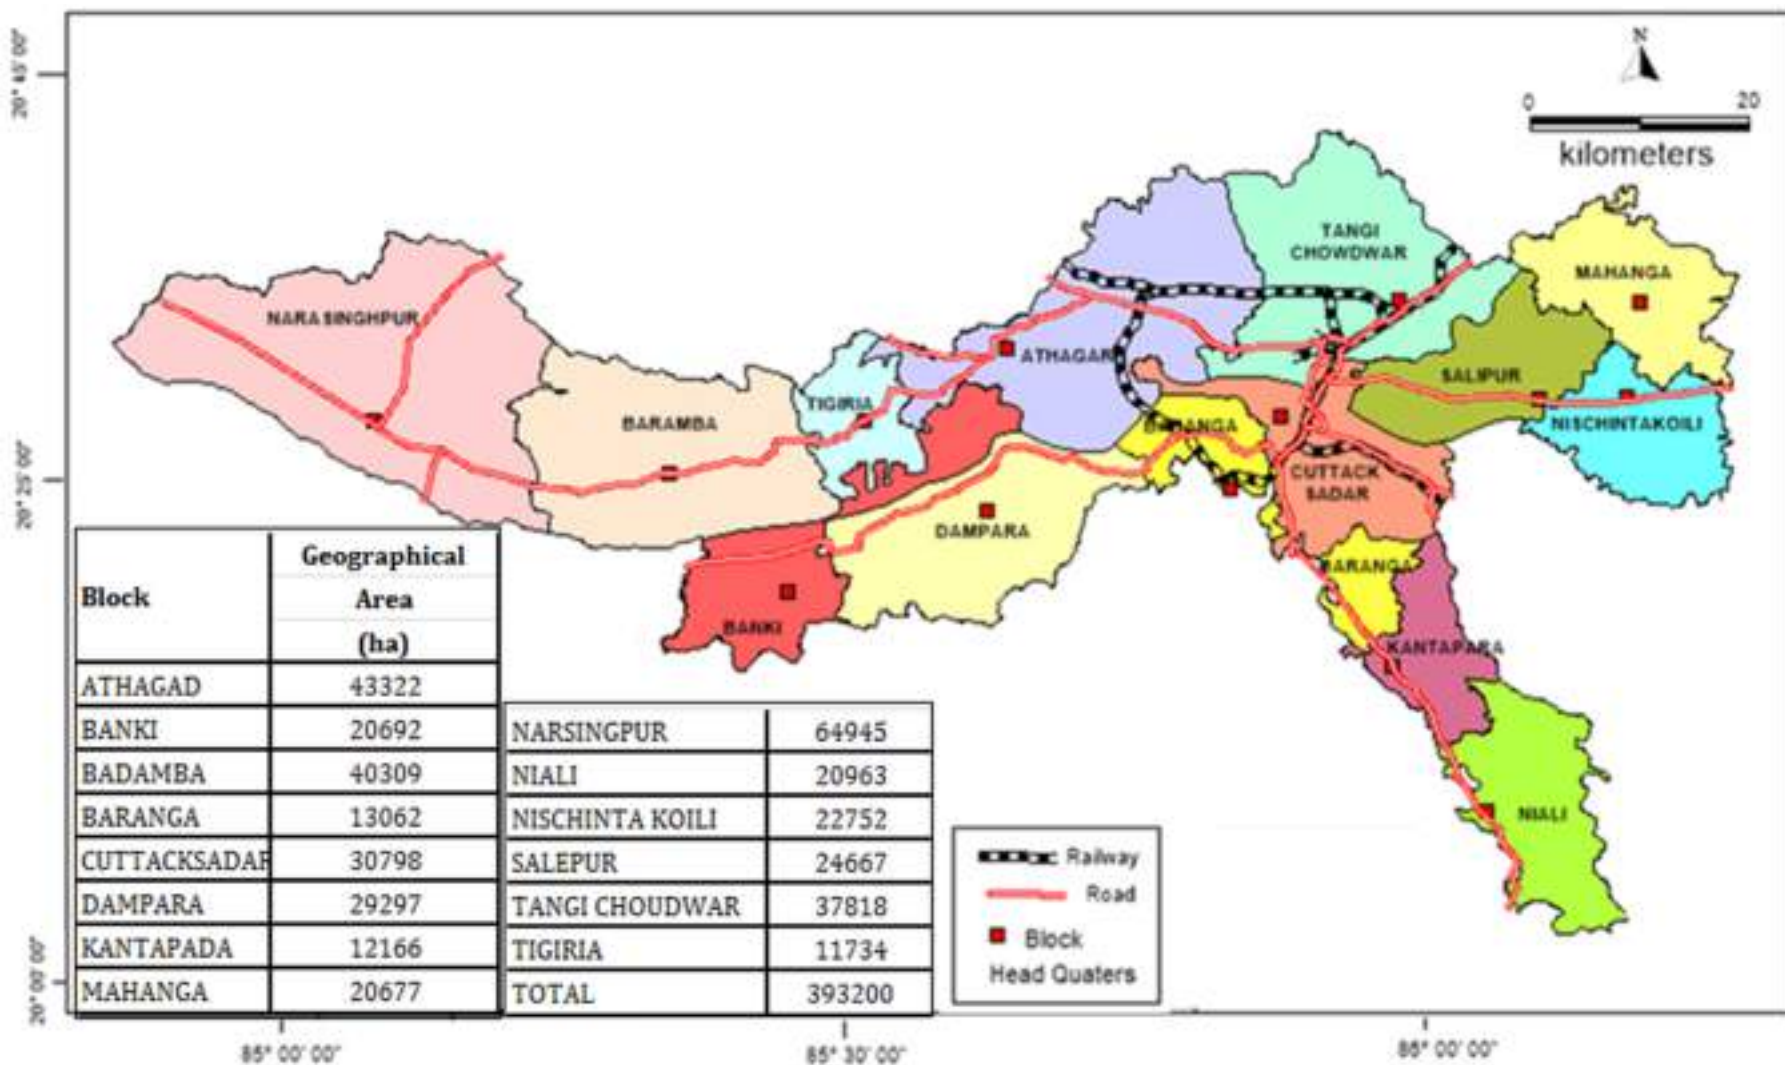 N
0 20
kilometers
20° 45' 00"
20° 25' 00"
20° 00' 00"
TANGI
CHOWDWAR
MAHANGA
NARASINGHPUR
ATHAGAR
SALIPUR
TIGIRIA
BARAMBA
BARANGA
NISCHINTAKOILI
CUTTACK
SADAR
DAMPARA
BARANGA
BANKI
KANTAPARA
NIALI
Block Geographical
Area
(ha)
ATHAGAD 43322
BANKI 20692
BADAMBA 40309
BARANGA 13062
CUTTACKSADAR 30798
DAMPARA 29297
KANTAPADA 12166
MAHANGA 20677
NARSINGPUR 64945
NIALI 20963
NISCHINTA KOILI 22752
SALEPUR 24667
TANGI CHOUDWAR 37818
TIGIRIA 11734
TOTAL 393200
Railway
Road
Block
Head Quaters
85° 00' 00" 85° 30' 00" 85° 00' 00"